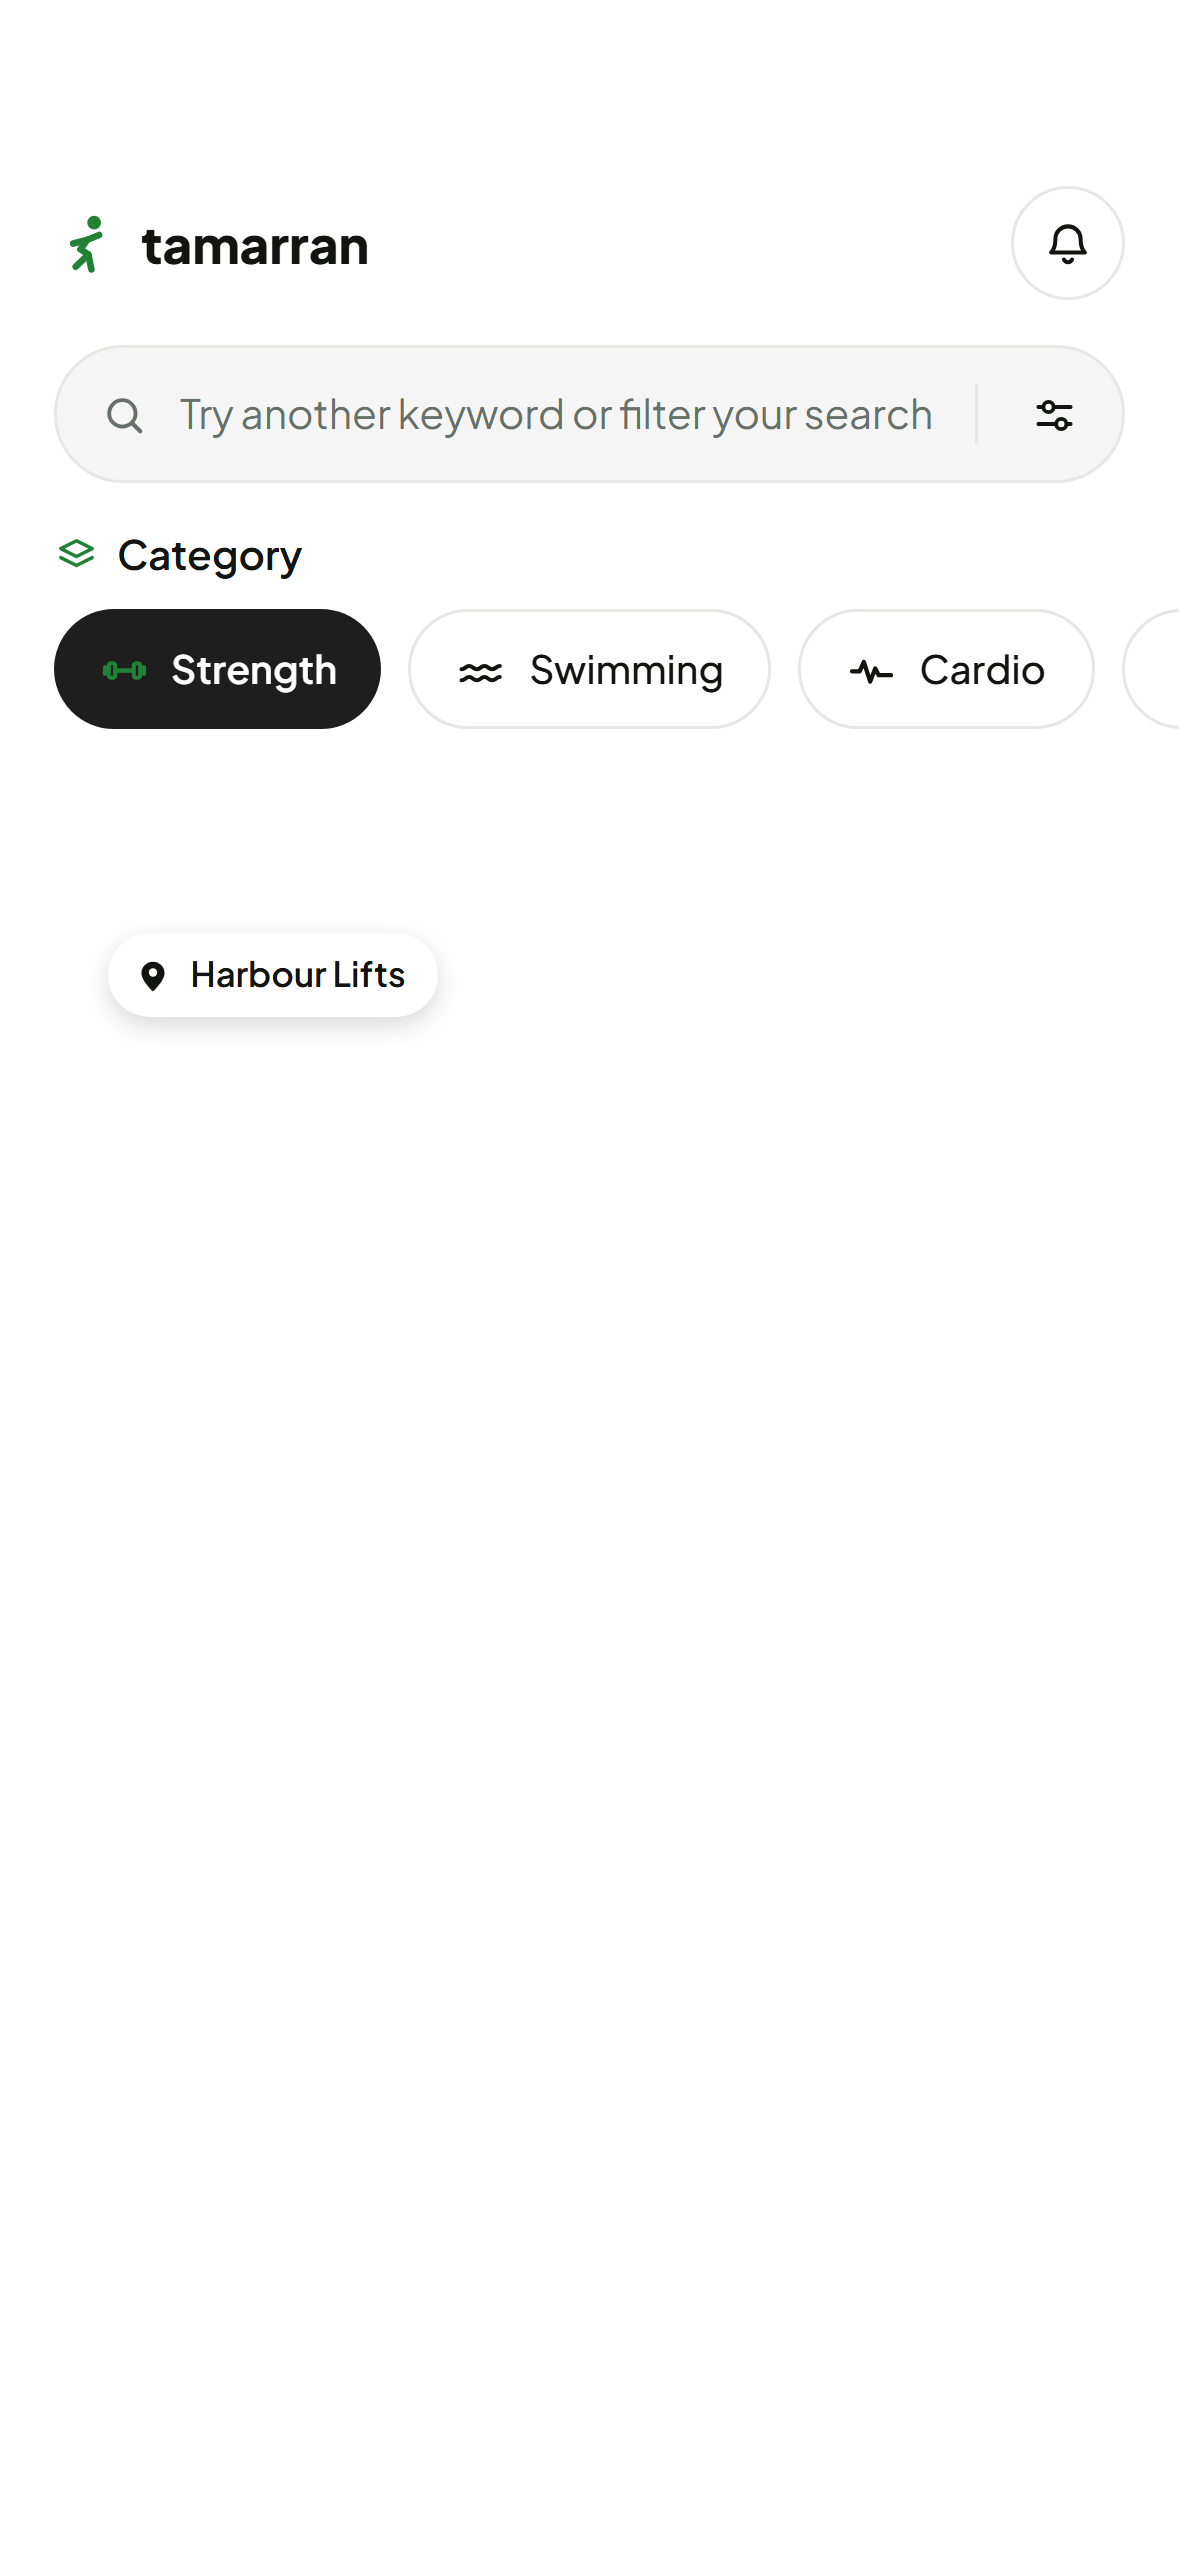 tamarran
Try another keyword or filter your search
Category
Strength
Swimming
Cardio
Harbour Lifts